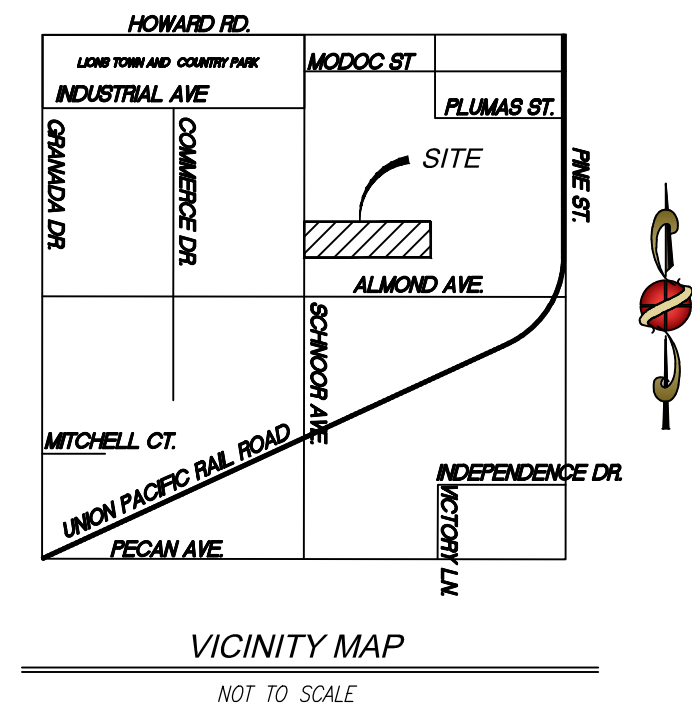 HOWARD RD.
LIONS TOWN AND COUNTRY PARK
MODOC ST
INDUSTRIAL AVE
PLUMAS ST.
GRANADA DR.
COMMERCE DR.
SITE
PINE ST.
ALMOND AVE.
SCHNOOR AVE.
MITCHELL CT.
UNION PACIFIC RAIL ROAD
INDEPENDENCE DR.
VICTORY LN.
PECAN AVE.
VICINITY MAP
NOT TO SCALE